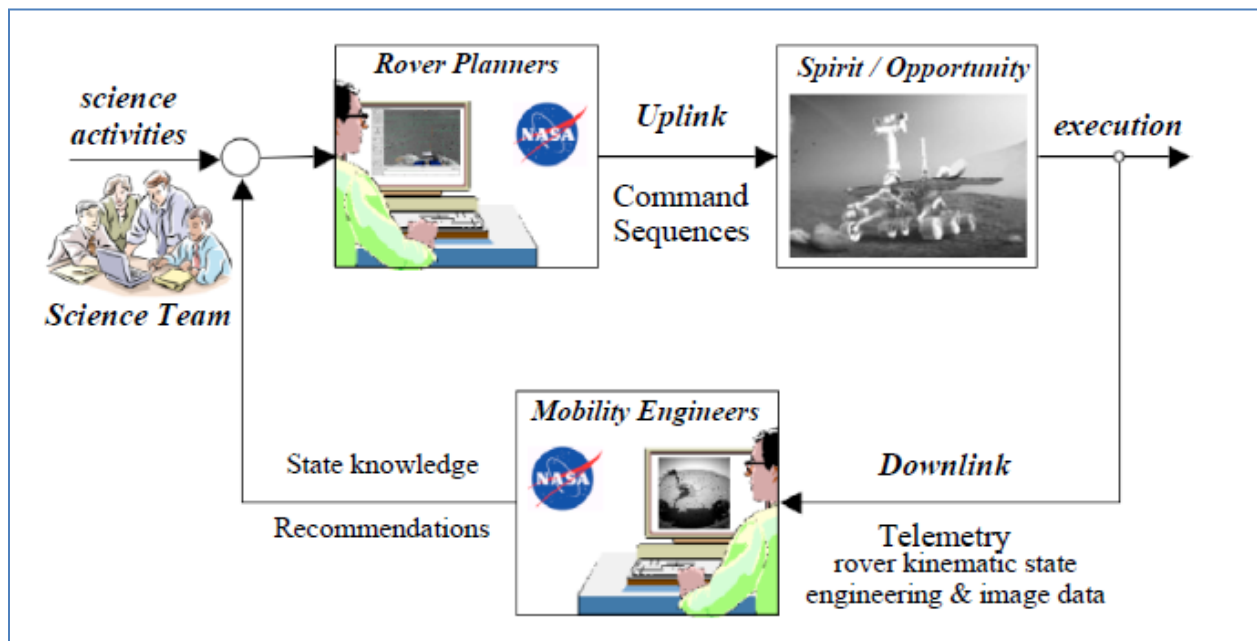 Rover Planners
Spirit / Opportunity
science
activities
NASA
Uplink
execution
Command
Sequences
Science Team
Mobility Engineers
State knowledge
NASA
Downlink
Recommendations
Telemetry
rover kinematic state
engineering & image data